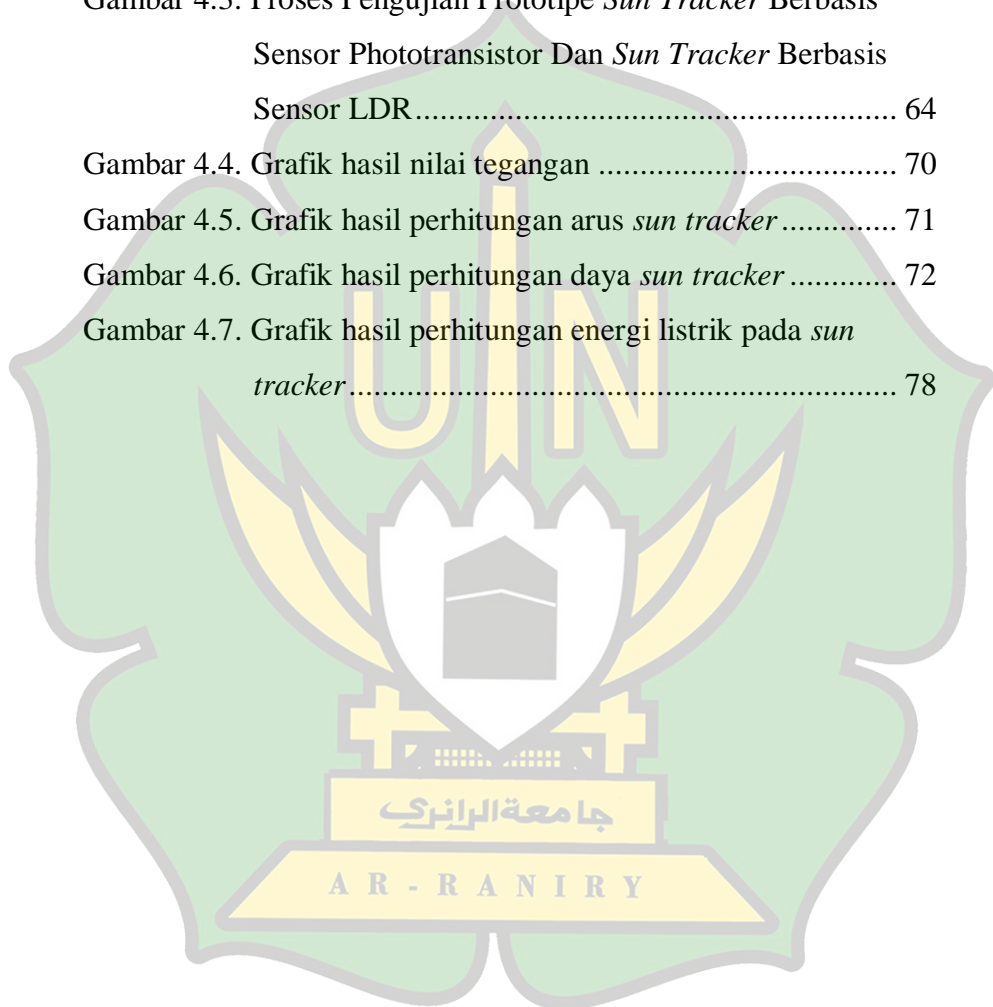 Gambar 4.3. Proses Pengujian Prototipe Sun Tracker Berbasis
Sensor Phototransistor Dan Sun Tracker Berbasis
Sensor LDR.......................................................... 64
Gambar 4.4. Grafik hasil nilai tegangan .................................... 70
Gambar 4.5. Grafik hasil perhitungan arus sun tracker .............. 71
Gambar 4.6. Grafik hasil perhitungan daya sun tracker ............. 72
Gambar 4.7. Grafik hasil perhitungan energi listrik pada sun
tracker.................................................................. 78
UIN
جامعةالرانرك
AR-RANIRY